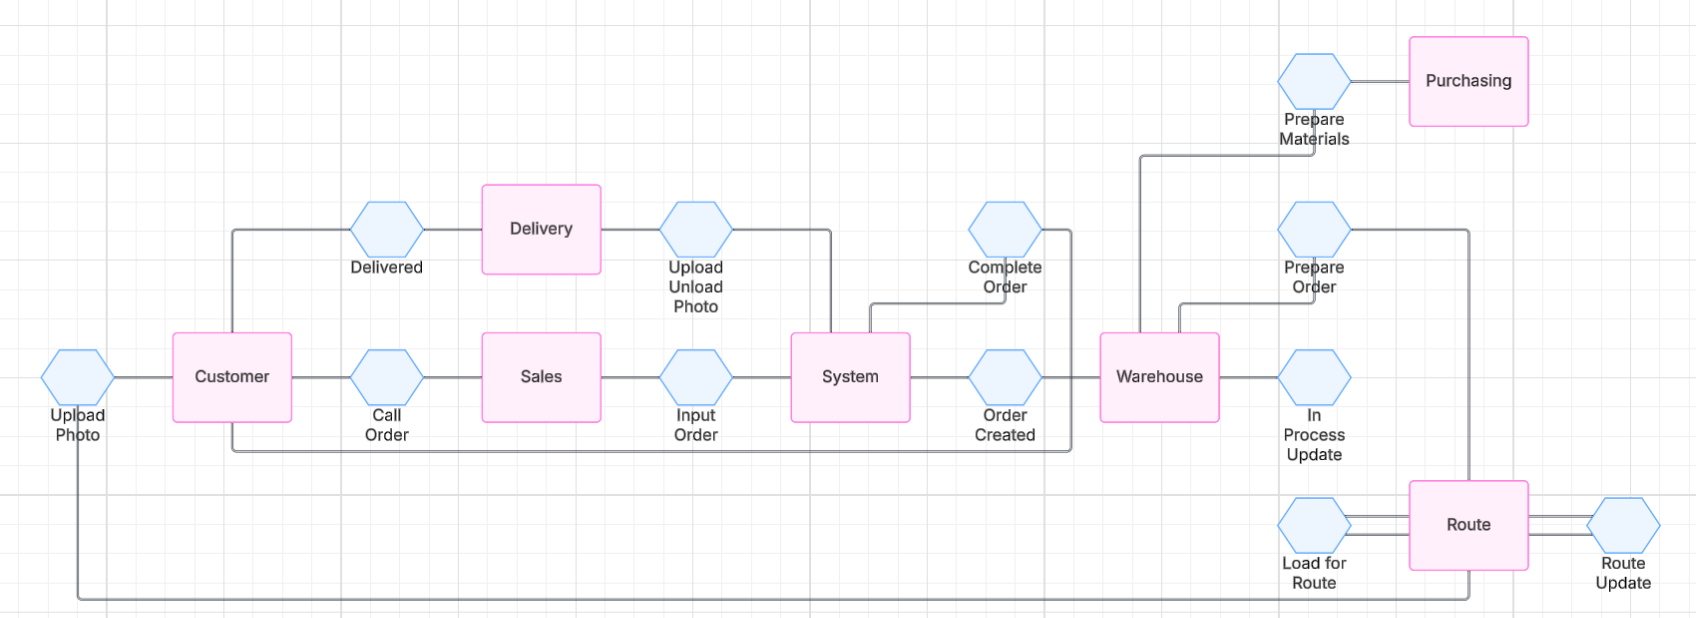 Purchasing
Prepare
Materials
Delivery
Delivered
Upload
Unload
Photo
Complete
Order
Prepare
Order
Customer
Sales
System
Warehouse
Upload
Photo
Call
Order
Input
Order
Order
Created
In
Process
Update
Route
Load for
Route
Route
Update